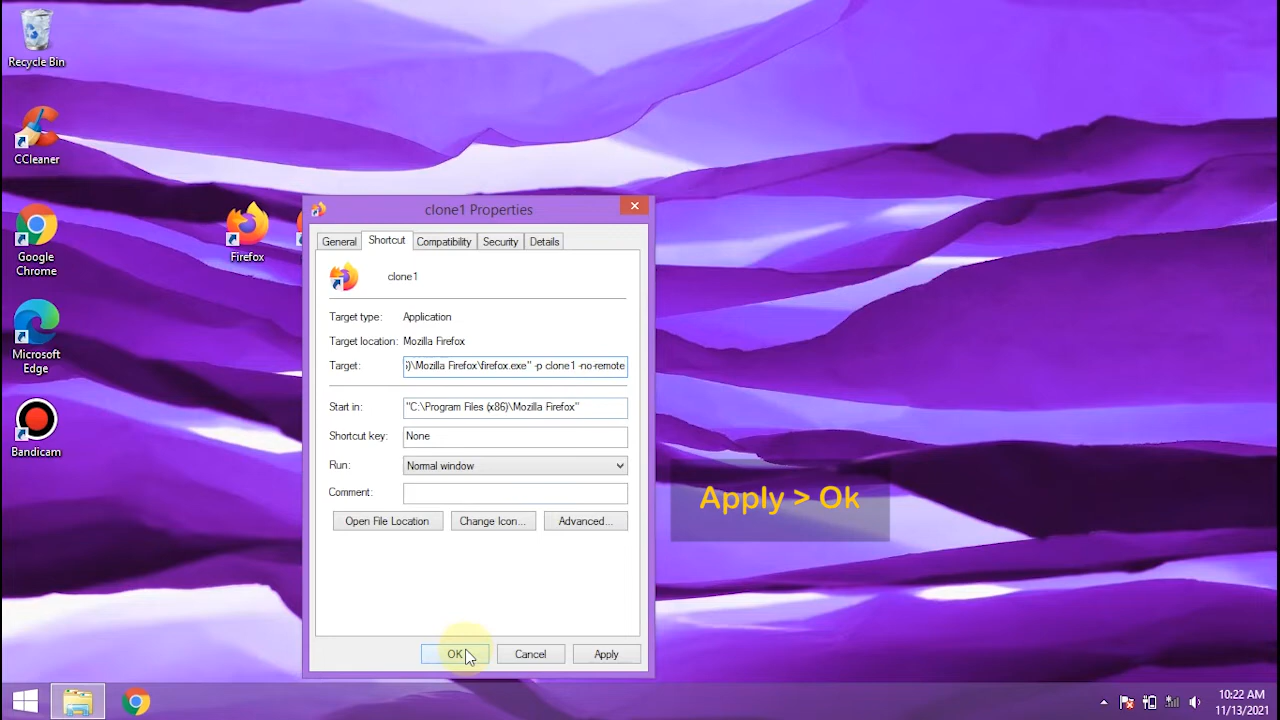 Recycle Bin
CCleaner
Google
Chrome
Microsoft
Edge
Bandicam
Firefox
clone1 Properties
General Shortcut Compatibility Security Details
clone1
Target type: Application
Target location: Mozilla Firefox
Target: \Mozilla Firefox\firefox.exe" -p clone1 -no-remote
Start in: "C:\Program Files (x86)\Mozilla Firefox"
Shortcut key: None
Run: Normal window
Comment:
Open File Location Change Icon... Advanced...
OK Cancel Apply
Apply > Ok
10:22 AM
11/13/2021